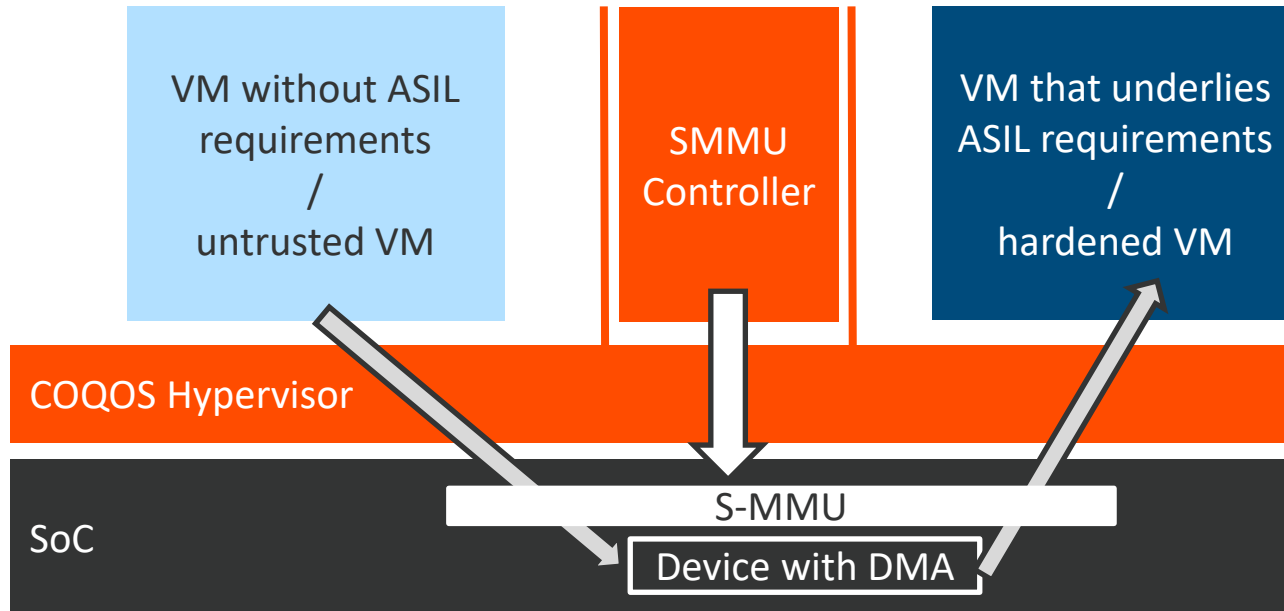 VM without ASIL
requirements
/
untrusted VM
SMMU
Controller
VM that underlies
ASIL requirements
/
hardened VM
COQOS Hypervisor
S-MMU
SoC
Device with DMA